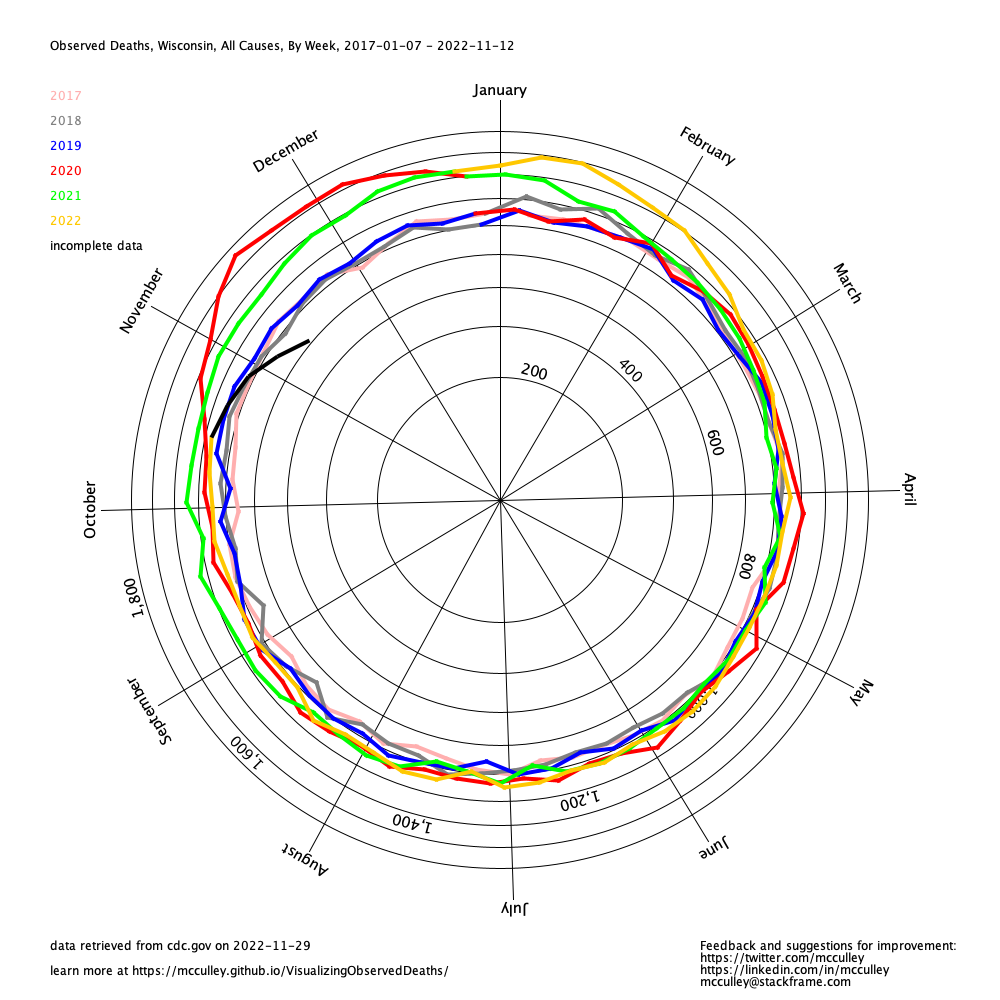 Observed Deaths, Wisconsin, All Causes, By Week, 2017-01-07 - 2022-11-12
January
2017
2018
2019
2020
2021
2022
incomplete data
December
February
November
March
200
400
600
October
April
800
1,800
September
May
1,600
1,200
1,400
June
August
July
data retrieved from cdc.gov on 2022-11-29
learn more at https://mcculley.github.io/VisualizingObservedDeaths/
Feedback and suggestions for improvement:
https://twitter.com/mcculley
https://linkedin.com/in/mcculley
mcculley@stackframe.com